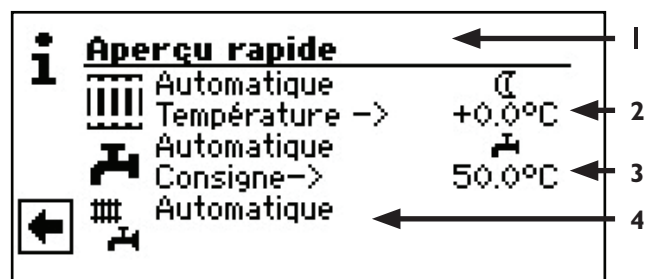 i Aperçu rapide 1
Automatique
Température -> +0.0°C 2
Automatique
Consigne-> 50.0°C 3
Automatique 4